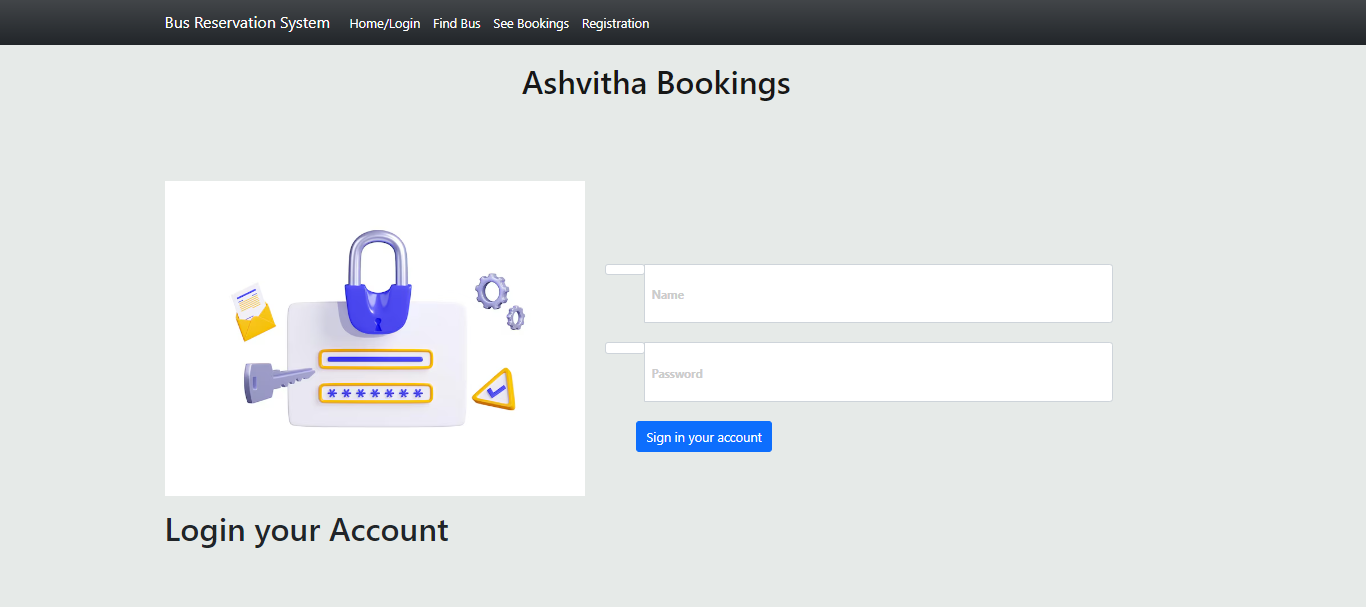 Bus Reservation System Home/Login Find Bus See Bookings Registration
Ashvitha Bookings
Name
*******
Password
Sign in your account
Login your Account